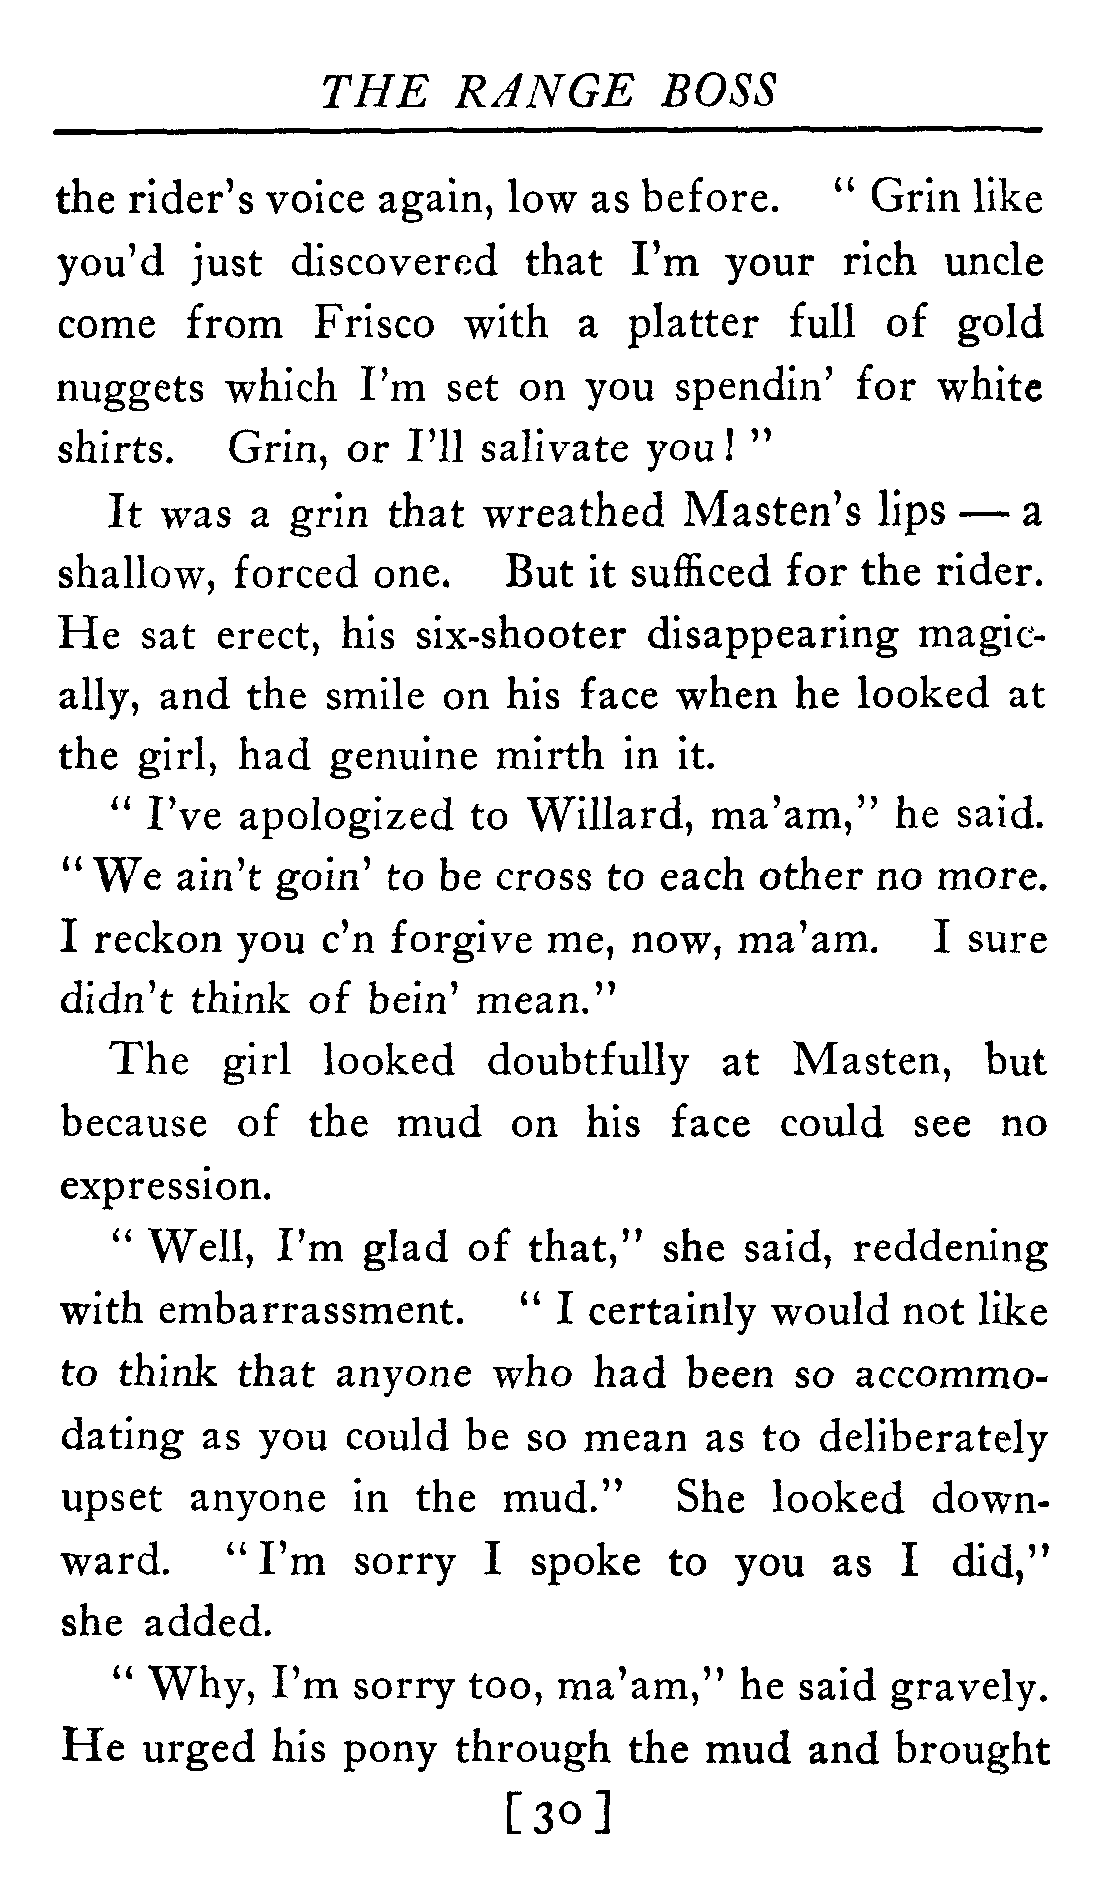 THE RANGE BOSS
the rider's voice again, low as before. “ Grin like
you'd just discovered that I'm your rich uncle
come from Frisco with a platter full of gold
nuggets which I'm set on you spendin' for white
shirts. Grin, or I'll salivate you! ”
It was a grin that wreathed Masten's lips — a
shallow, forced one. But it sufficed for the rider.
He sat erect, his six-shooter disappearing magic-
ally, and the smile on his face when he looked at
the girl, had genuine mirth in it.
“ I've apologized to Willard, ma'am,” he said.
“ We ain't goin' to be cross to each other no more.
I reckon you c'n forgive me, now, ma'am. I sure
didn't think of bein' mean.”
The girl looked doubtfully at Masten, but
because of the mud on his face could see no
expression.
“ Well, I'm glad of that,” she said, reddening
with embarrassment. “ I certainly would not like
to think that anyone who had been so accommo-
dating as you could be so mean as to deliberately
upset anyone in the mud.” She looked down-
ward. “ I'm sorry I spoke to you as I did,”
she added.
“ Why, I'm sorry too, ma'am,” he said gravely.
He urged his pony through the mud and brought
[ 30 ]